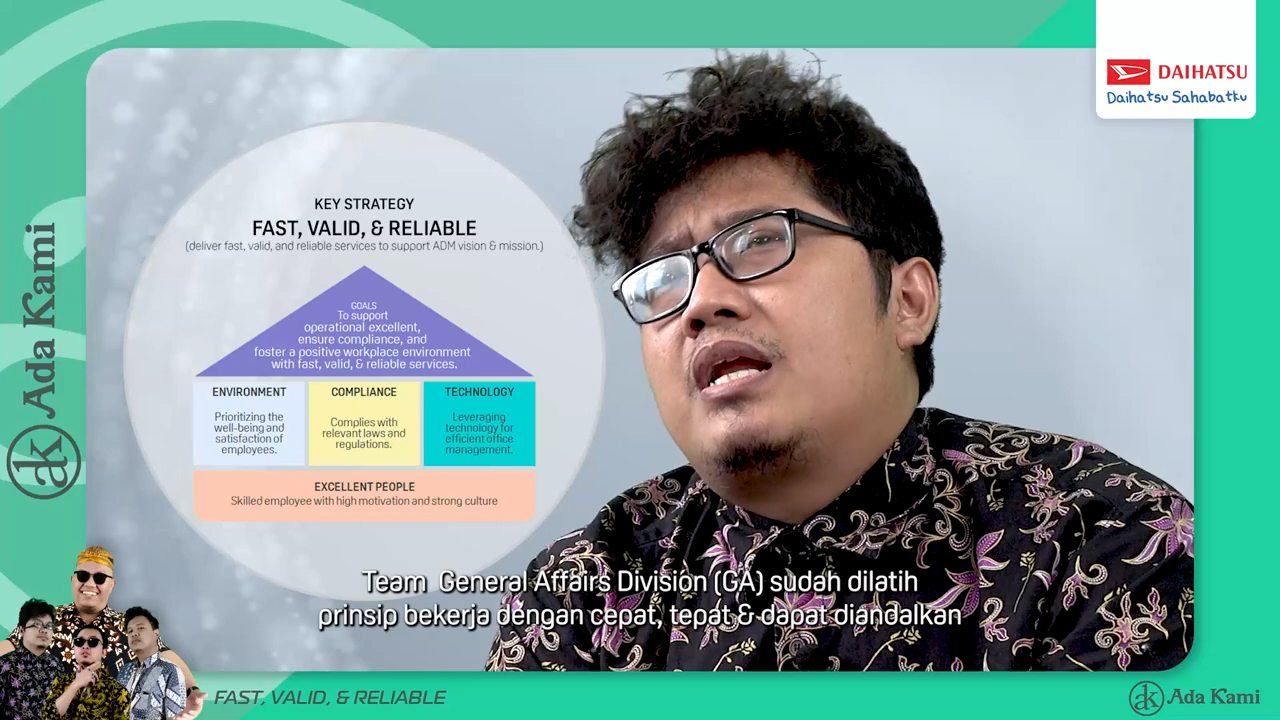 DAIHATSU
Daihatsu Sahabatku
KEY STRATEGY
FAST, VALID, & RELIABLE
(deliver fast, valid, and reliable services to support ADM vision & mission.)
GOALS
To support
operational excellent,
ensure compliance, and
foster a positive workplace environment
with fast, valid, & reliable services.
ENVIRONMENT
Prioritizing the
well-being and
satisfaction of
employees.
COMPLIANCE
Complies with
relevant laws and
regulations.
TECHNOLOGY
Leveraging
technology for
efficient office
management.
EXCELLENT PEOPLE
Skilled employee with high motivation and strong culture
Team General Affairs Division (GA) sudah dilatih
prinsip bekerja dengan cepat, tepat & dapat diandalkan
ak Ada Kami
FAST, VALID, & RELIABLE
ak Ada Kami